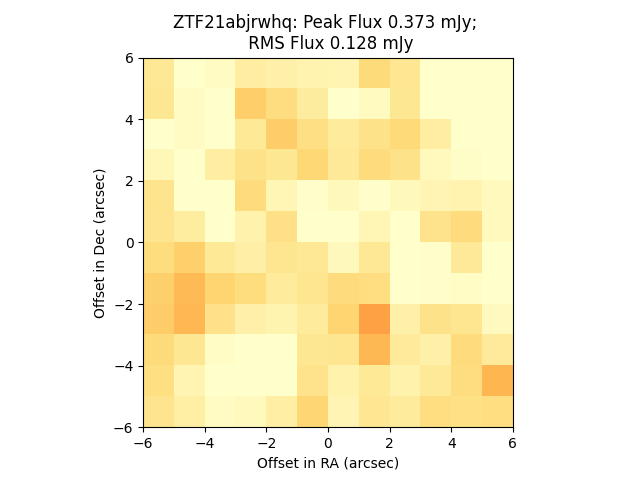 ZTF21abjrwhq: Peak Flux 0.373 mJy;
RMS Flux 0.128 mJy
6
4
2
0
−2
−4
−6
Offset in Dec (arcsec)
−6 −4 −2 0 2 4 6
Offset in RA (arcsec)